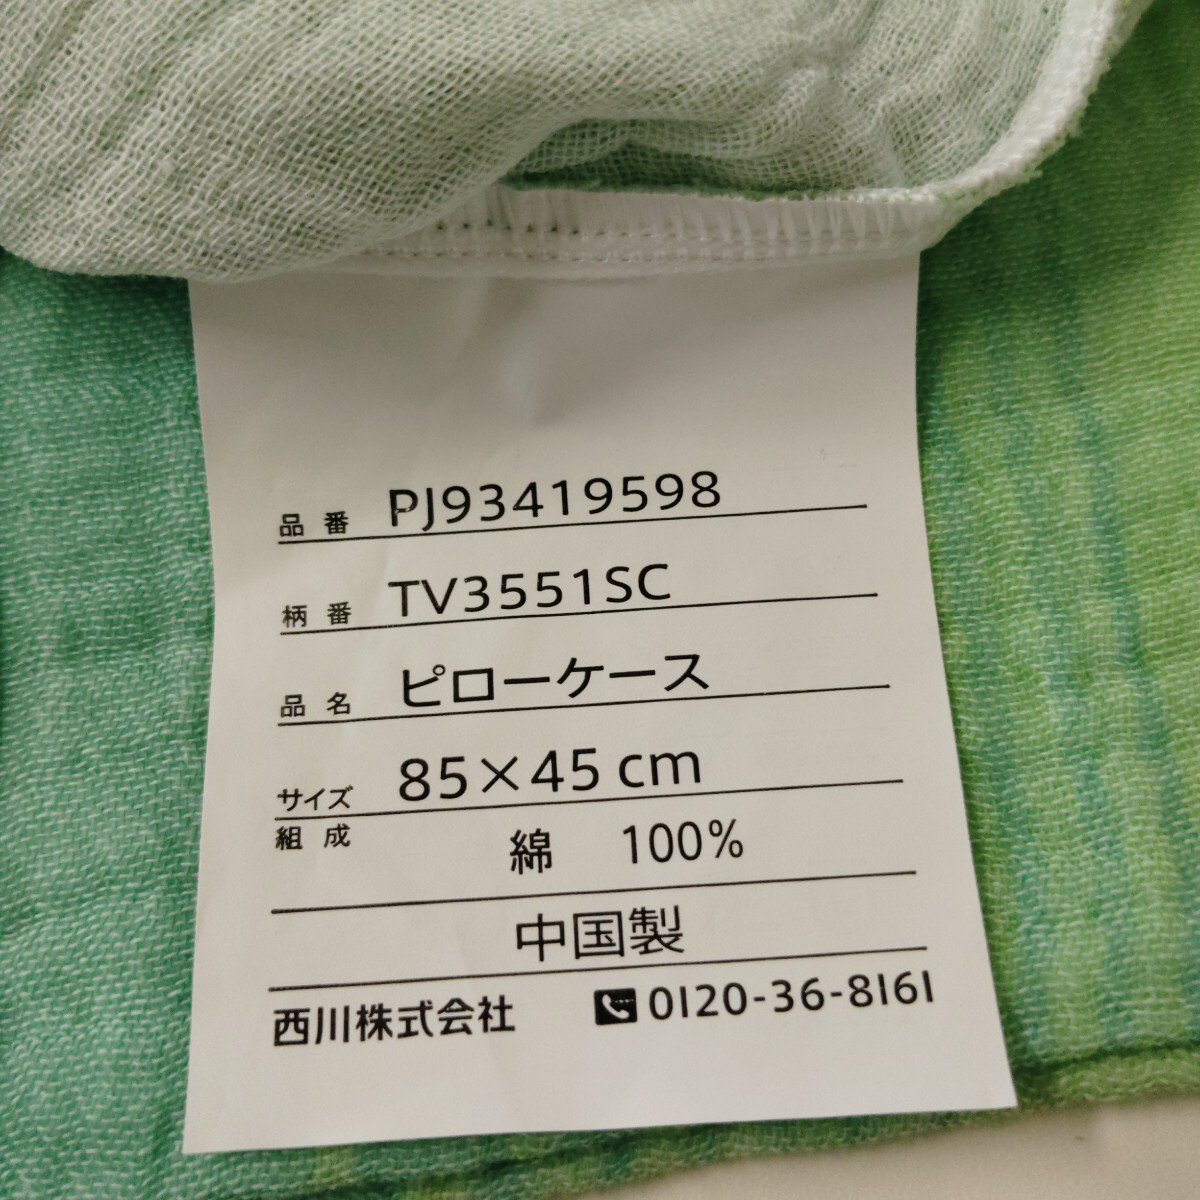 品番 PJ93419598
柄番 TV3551SC
品名 ピローケース
サイズ 85×45cm
組成 綿 100%
中国製
西川株式会社 0120-36-8161